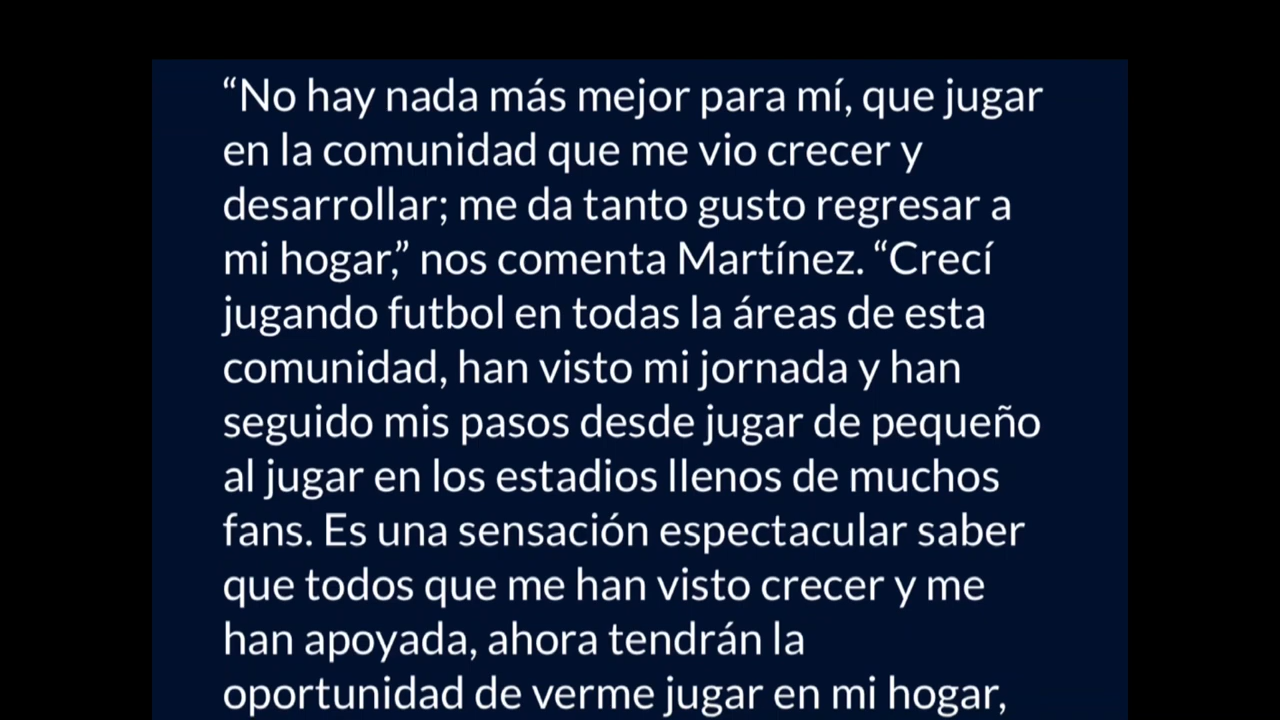 “No hay nada más mejor para mí, que jugar
en la comunidad que me vio crecer y
desarrollar; me da tanto gusto regresar a
mi hogar,” nos comenta Martínez. “Crecí
jugando futbol en todas la áreas de esta
comunidad, han visto mi jornada y han
seguido mis pasos desde jugar de pequeño
al jugar en los estadios llenos de muchos
fans. Es una sensación espectacular saber
que todos que me han visto crecer y me
han apoyada, ahora tendrán la
oportunidad de verme jugar en mi hogar,